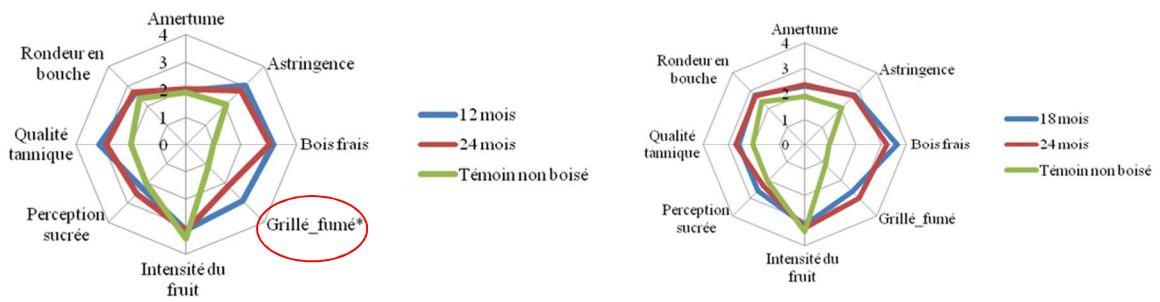 Amertume
4
3
2
1
0
Rondeur en
bouche
Astringence
Qualité
tannique
Bois frais
Perception
sucrée
Grillé_fumé*
Intensité du
fruit
12 mois
24 mois
Témoin non boisé
Amertume
4
3
2
1
0
Rondeur en
bouche
Astringence
Qualité
tannique
Bois frais
Perception
sucrée
Grillé_fumé
Intensité du
fruit
18 mois
24 mois
Témoin non boisé